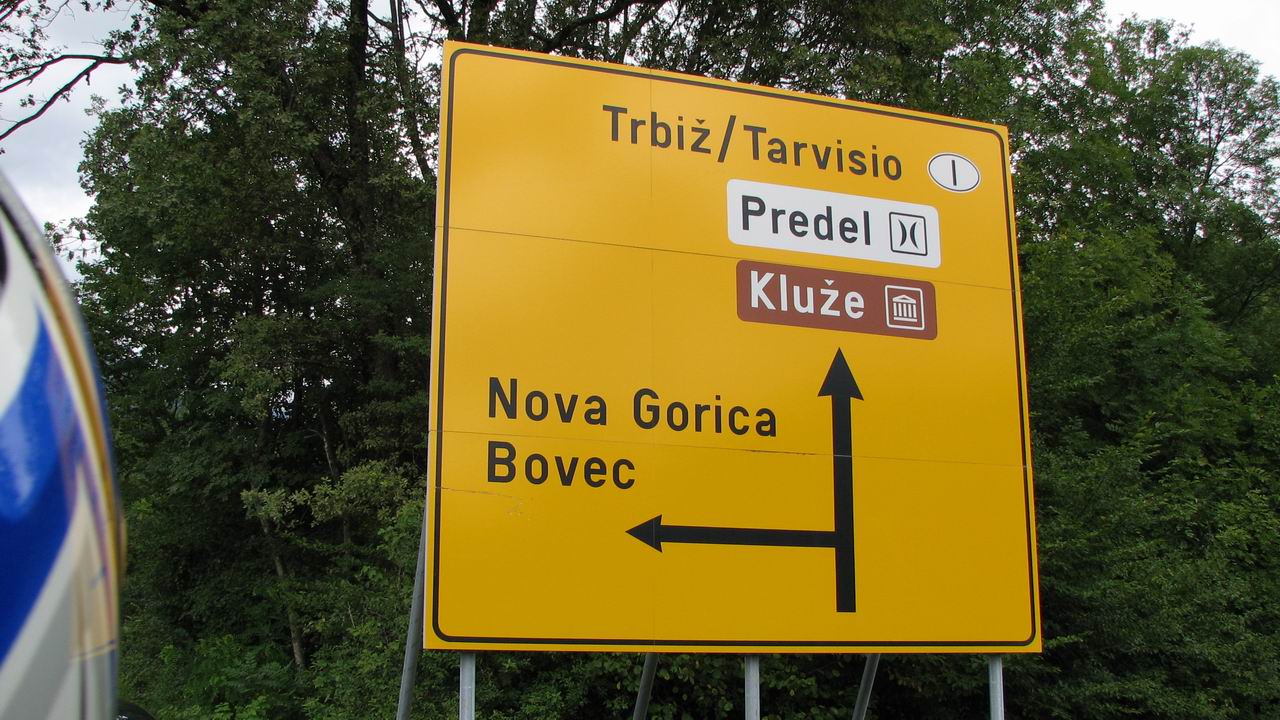 Trbiž/Tarvisio I
Predel
Kluže
Nova Gorica
Bovec